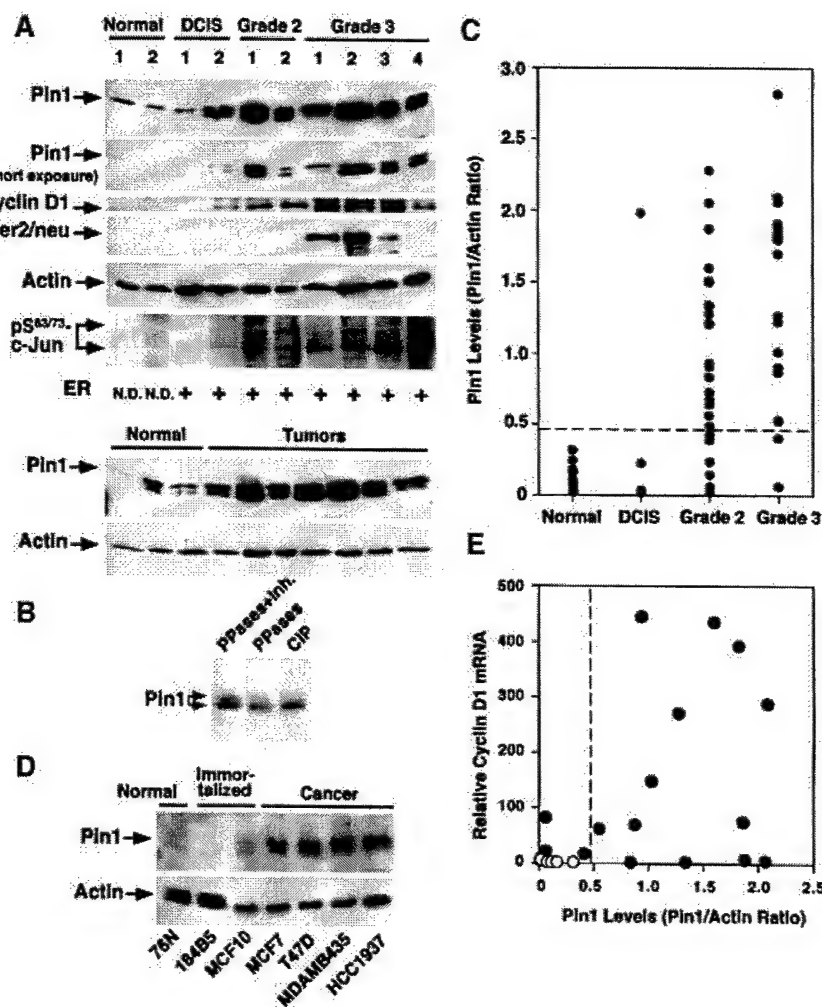 A
Normal DCIS Grade 2 Grade 3
1 2 1 2 1 2 1 2 3 4
Pin1
Pin1
hort exposure)
yclin D1
er2/neu
Actin
pS63/73-
c-Jun
ER N.D. N.D. + + + + + + + +
Normal Tumors
Pin1
Actin
B
PPases+Inh.
PPases
CIP
Pin1
D
Normal Immor-
talized Cancer
Pin1
Actin
76N
184B5
MCF10
MCF7
T47D
MDAMB435
HCC1937
C
Pin1 Levels (Pin1/Actin Ratio)
3.0
2.5
2.0
1.5
1.0
0.5
0
Normal DCIS Grade 2 Grade 3
E
Relative Cyclin D1 mRNA
500
400
300
200
100
0
0 0.5 1.0 1.5 2.0 2.5
Pin1 Levels (Pin1/Actin Ratio)